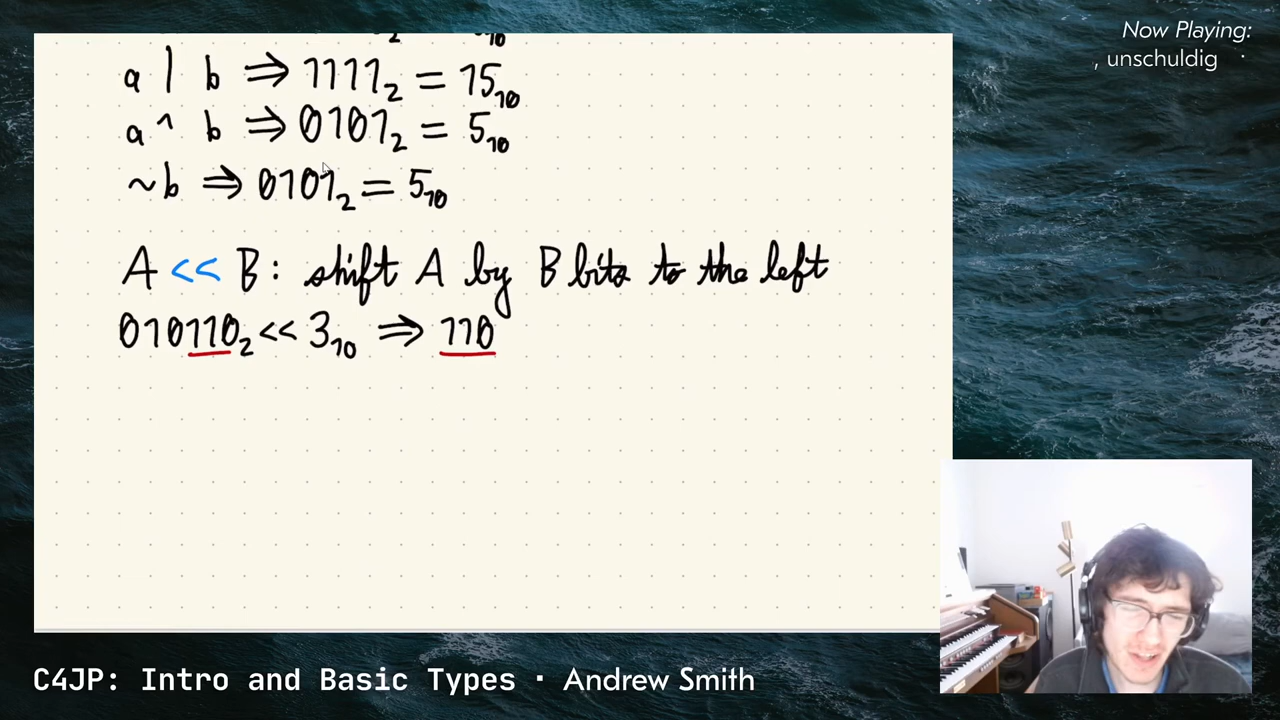 Now Playing:
, unschuldig ·
a | b ⇒ 1111₂ = 15₁₀
a ^ b ⇒ 0101₂ = 5₁₀
~b ⇒ 0101₂ = 5₁₀
A << B: shift A by B bits to the left
010110₂ << 3₁₀ ⇒ 110
C4JP: Intro and Basic Types · Andrew Smith